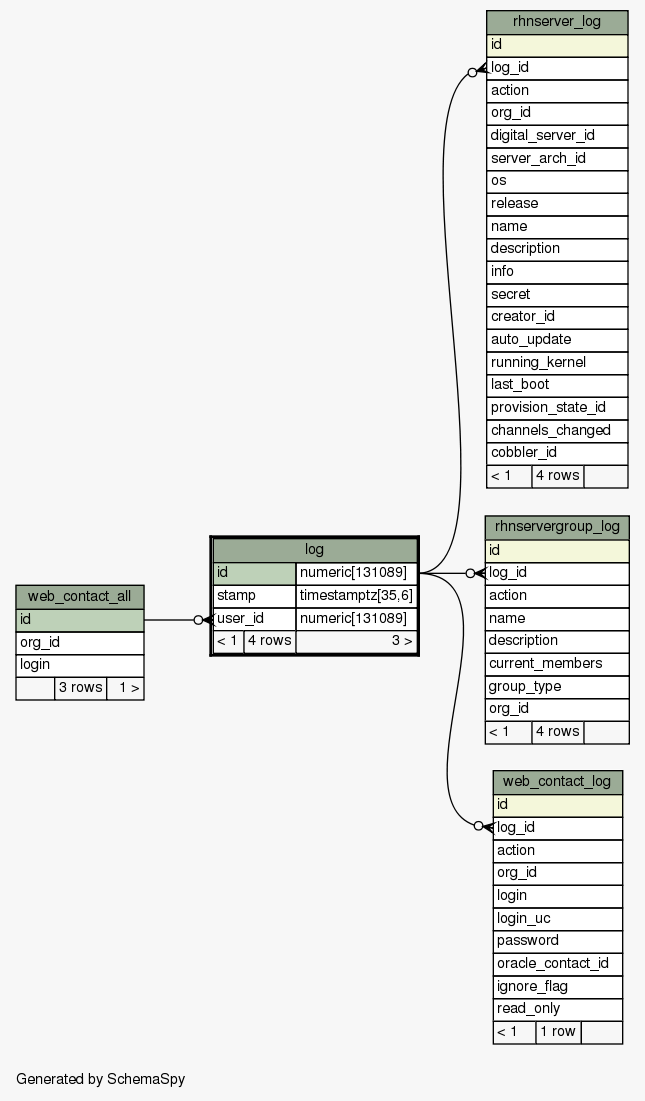 rhnserver_log
id
log_id
action
org_id
digital_server_id
server_arch_id
os
release
name
description
info
secret
creator_id
auto_update
running_kernel
last_boot
provision_state_id
channels_changed
cobbler_id
< 1 4 rows
rhnservergroup_log
id
log_id
action
name
description
current_members
group_type
org_id
< 1 4 rows
log
id numeric[131089]
stamp timestamptz[35,6]
user_id numeric[131089]
< 1 4 rows 3 >
web_contact_all
id
org_id
login
3 rows 1 >
web_contact_log
id
log_id
action
org_id
login
login_uc
password
oracle_contact_id
ignore_flag
read_only
< 1 1 row
Generated by SchemaSpy